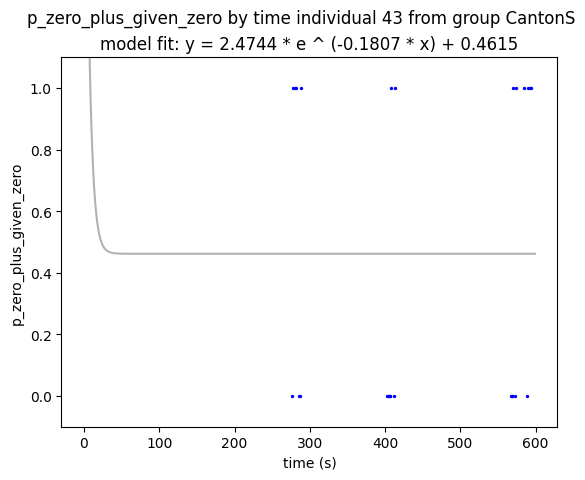 p_zero_plus_given_zero by time individual 43 from group CantonS
model fit: y = 2.4744 * e ^ (-0.1807 * x) + 0.4615
p_zero_plus_given_zero
1.0
0.8
0.6
0.4
0.2
0.0
0 100 200 300 400 500 600
time (s)